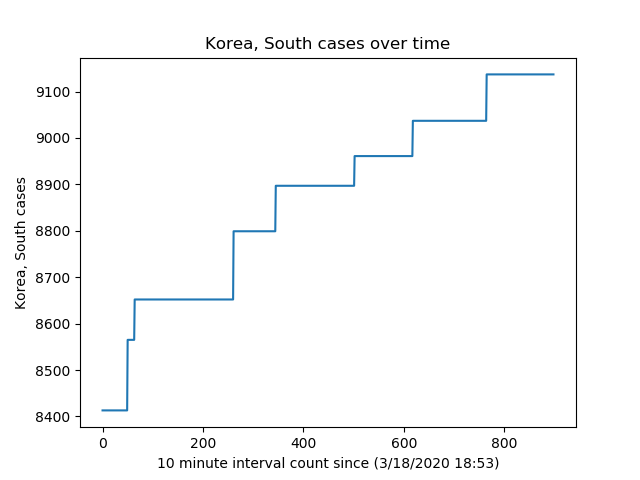 Korea, South cases over time
9100
9000
8900
8800
8700
8600
8500
8400
Korea, South cases
0 200 400 600 800
10 minute interval count since (3/18/2020 18:53)